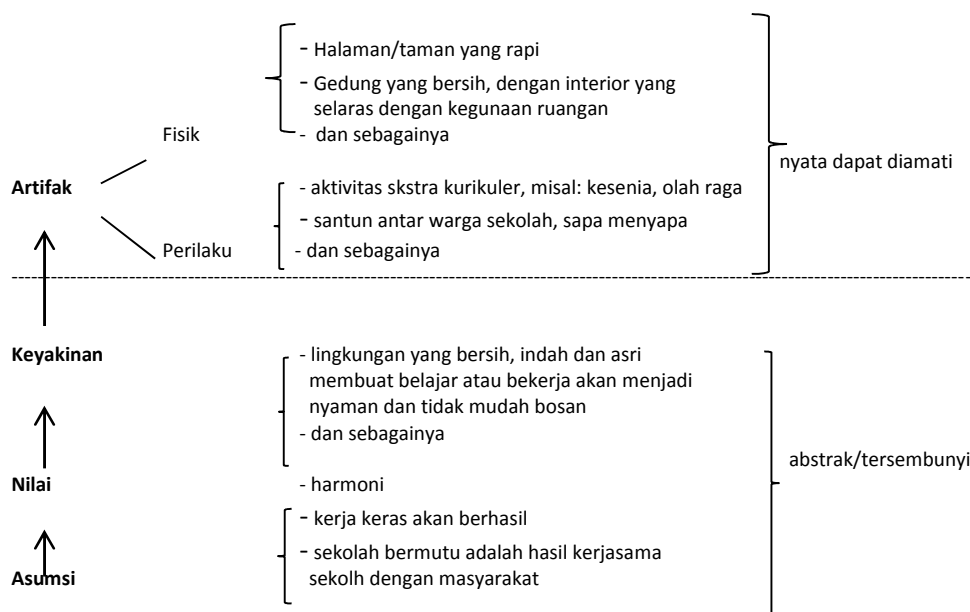 - Halaman/taman yang rapi
- Gedung yang bersih, dengan interior yang
selaras dengan kegunaan ruangan
- dan sebagainya
Fisik
nyata dapat diamati
Artifak
- aktivitas skstra kurikuler, misal: kesenia, olah raga
- santun antar warga sekolah, sapa menyapa
- dan sebagainya
Perilaku
Keyakinan
- lingkungan yang bersih, indah dan asri
membuat belajar atau bekerja akan menjadi
nyaman dan tidak mudah bosan
- dan sebagainya
abstrak/tersembunyi
Nilai
- harmoni
- kerja keras akan berhasil
- sekolah bermutu adalah hasil kerjasama
sekolh dengan masyarakat
Asumsi